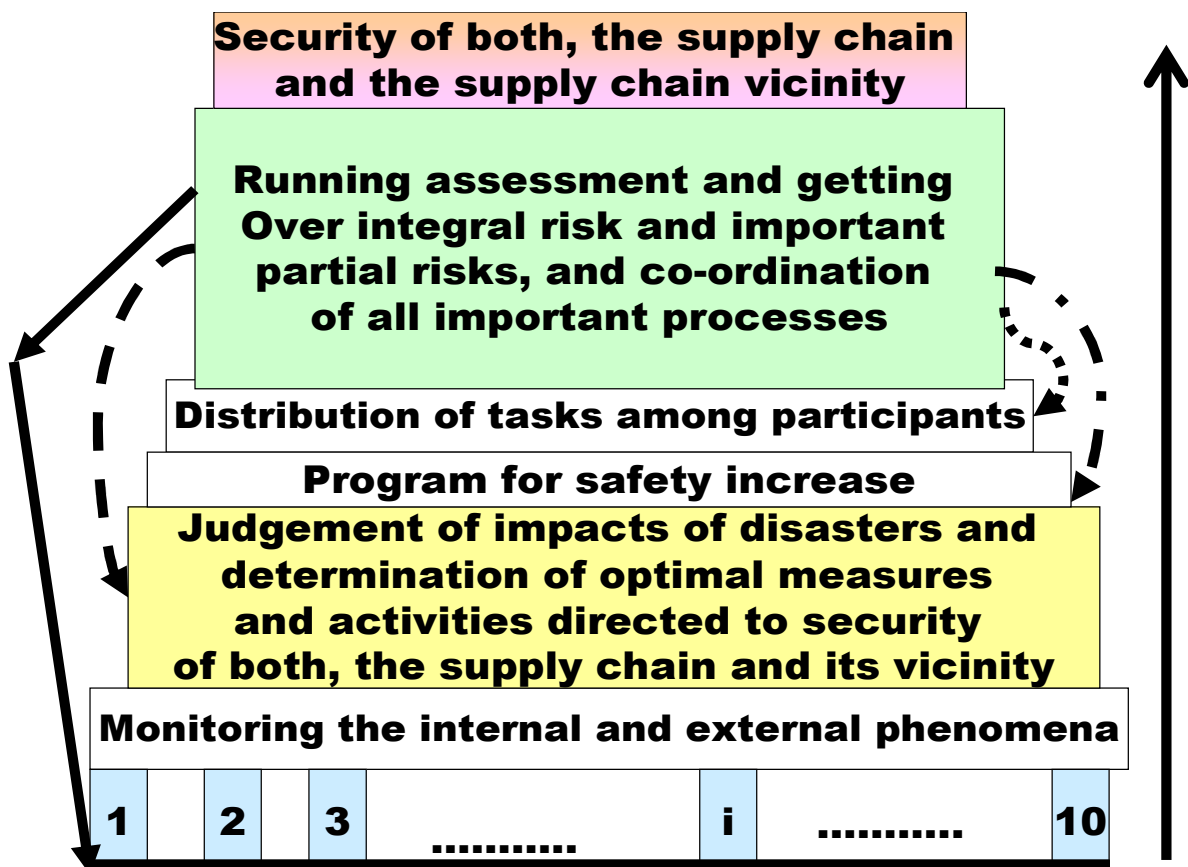 Security of both, the supply chain
and the supply chain vicinity
Running assessment and getting
Over integral risk and important
partial risks, and co-ordination
of all important processes
Distribution of tasks among participants
Program for safety increase
Judgement of impacts of disasters and
determination of optimal measures
and activities directed to security
of both, the supply chain and its vicinity
Monitoring the internal and external phenomena
1 2 3 ........... i ........... 10